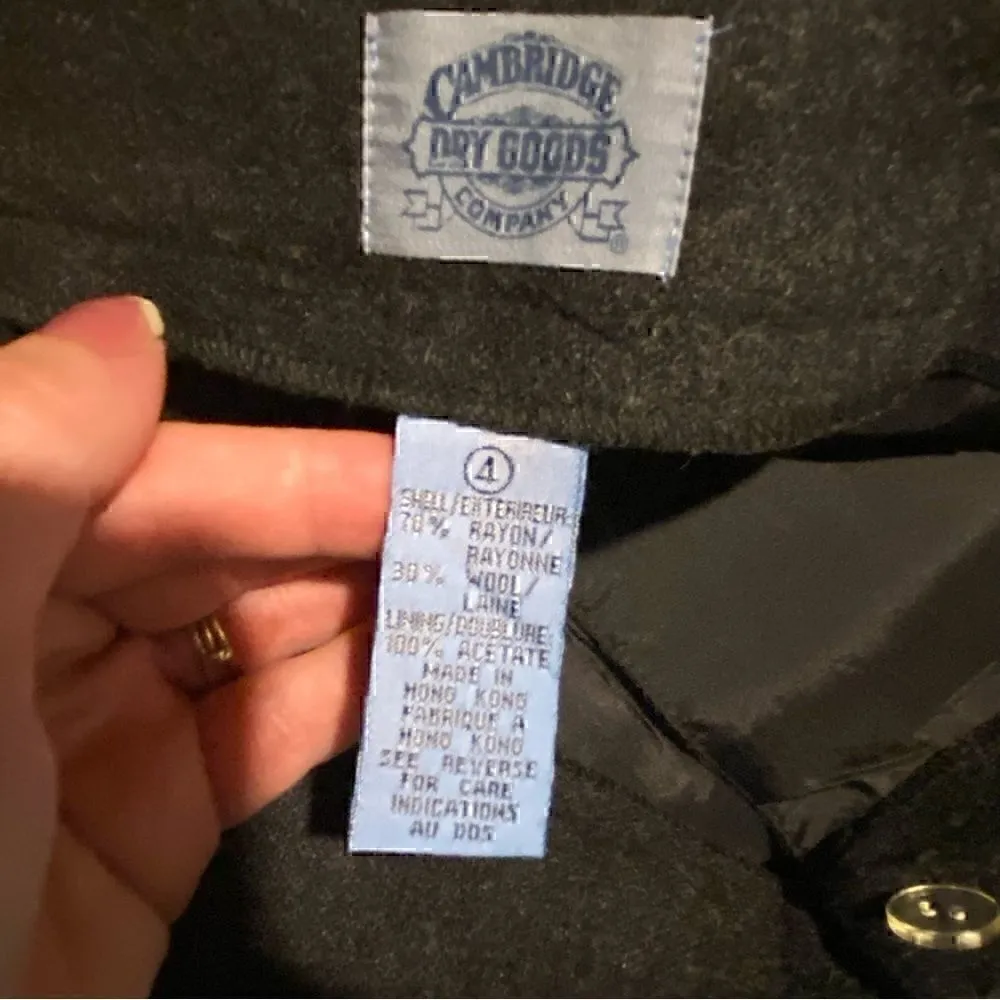 CAMBRIDGE
DRY GOODS
COMPANY
®
4
SHELL/EXTERIREUR:
70% RAYON/
RAYONNE
30% WOOL/
LAINE
LINING/DOUBLURE:
100% ACETATE
MADE IN
HONG KONG
FABRIQUE A
HONG KONG
SEE REVERSE
FOR CARE
INDICATIONS
AU DOS